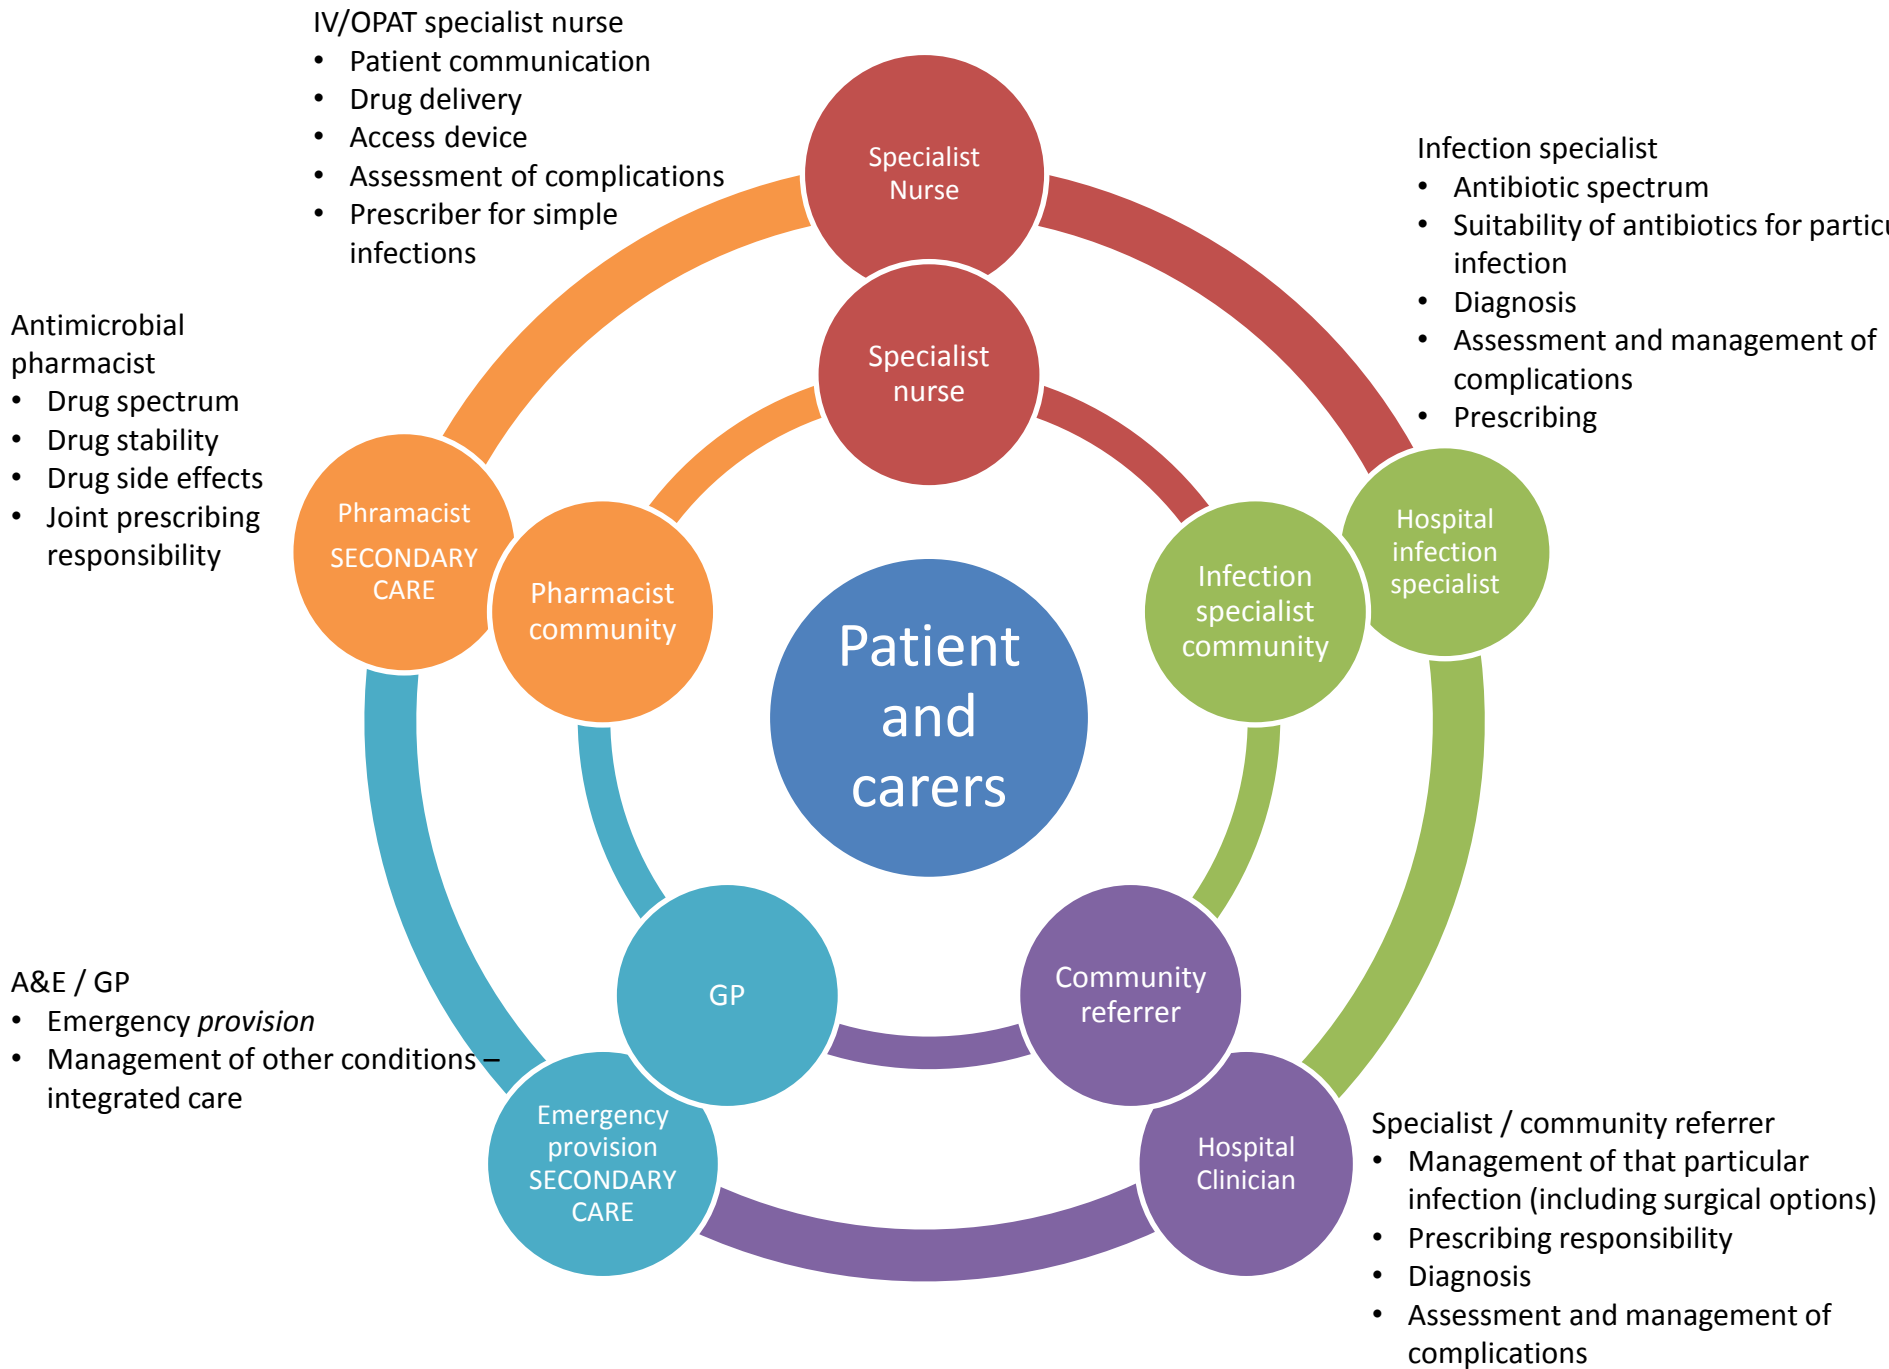 IV/OPAT specialist nurse
• Patient communication
• Drug delivery
• Access device
• Assessment of complications
• Prescriber for simple
infections
Infection specialist
• Antibiotic spectrum
• Suitability of antibiotics for particu
infection
• Diagnosis
• Assessment and management of
complications
• Prescribing
Antimicrobial
pharmacist
• Drug spectrum
• Drug stability
• Drug side effects
• Joint prescribing
responsibility
Specialist
Nurse
Specialist
nurse
Phramacist
SECONDARY
CARE
Pharmacist
community
Infection
specialist
community
Hospital
infection
specialist
Patient
and
carers
GP
Community
referrer
Emergency
provision
SECONDARY
CARE
Hospital
Clinician
A&E / GP
• Emergency provision
• Management of other conditions –
integrated care
Specialist / community referrer
• Management of that particular
infection (including surgical options)
• Prescribing responsibility
• Diagnosis
• Assessment and management of
complications